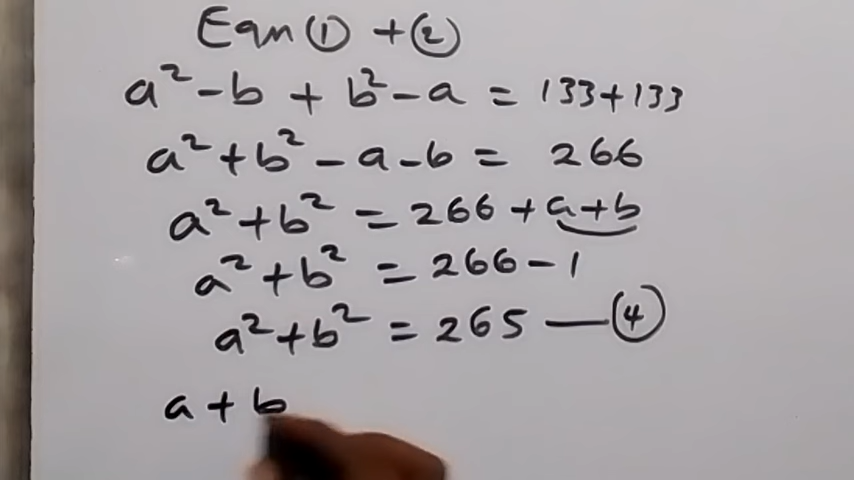 Eqn ① + ②
a² - b + b² - a = 133 + 133
a² + b² - a - b = 266
a² + b² = 266 + a + b
a² + b² = 266 - 1
a² + b² = 265 — ④
a + b